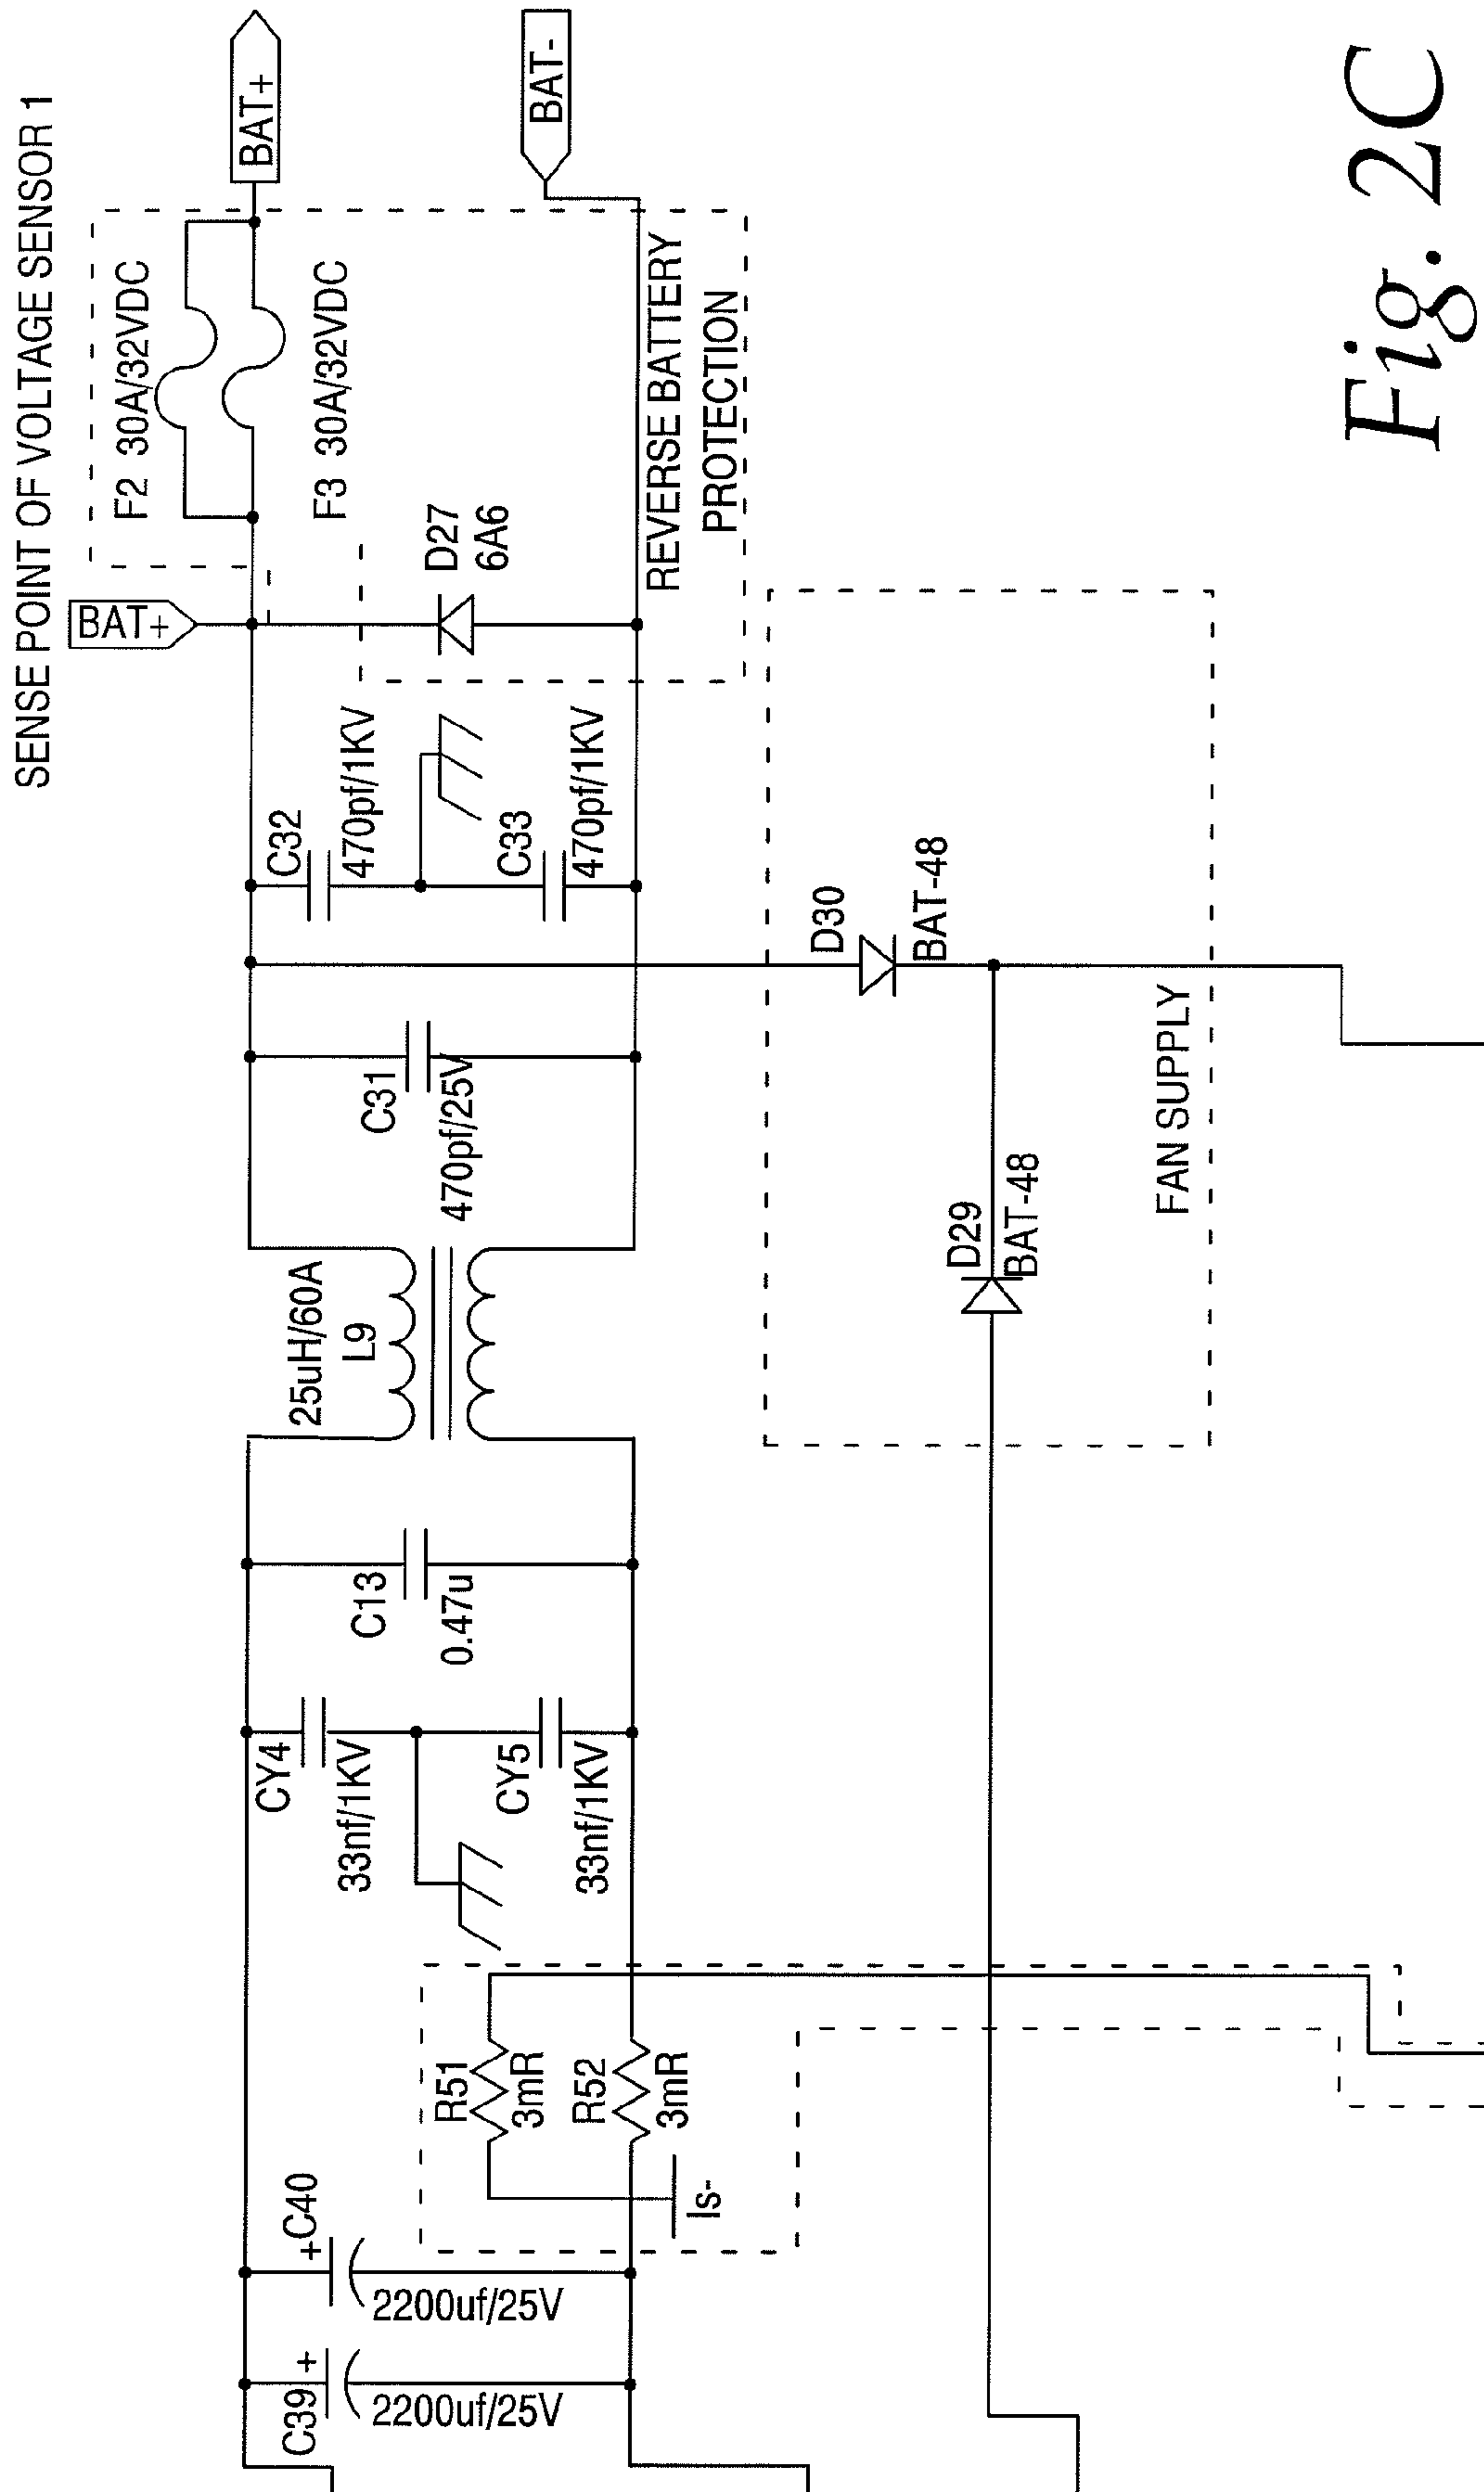 SENSE POINT OF VOLTAGE SENSOR 1
BAT+
F2 30A/32VDC
BAT+
F3 30A/32VDC
BAT-
D27
6A6
REVERSE BATTERY
PROTECTION
C32
470pf/1KV
C33
470pf/1KV
C31
470pf/25V
25uH/60A
L9
C13
0.47u
CY4
33nf/1KV
CY5
33nf/1KV
R51
3mR
R52
3mR
Is-
+
C40
2200uf/25V
C39
+
2200uf/25V
D30
BAT-48
D29
BAT-48
FAN SUPPLY
Fig. 2C